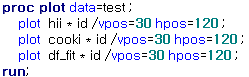 proc plot data=test;
plot hii * id /vpos=30 hpos=120;
plot cooki * id /vpos=30 hpos=120;
plot df_fit * id /vpos=30 hpos=120;
run;